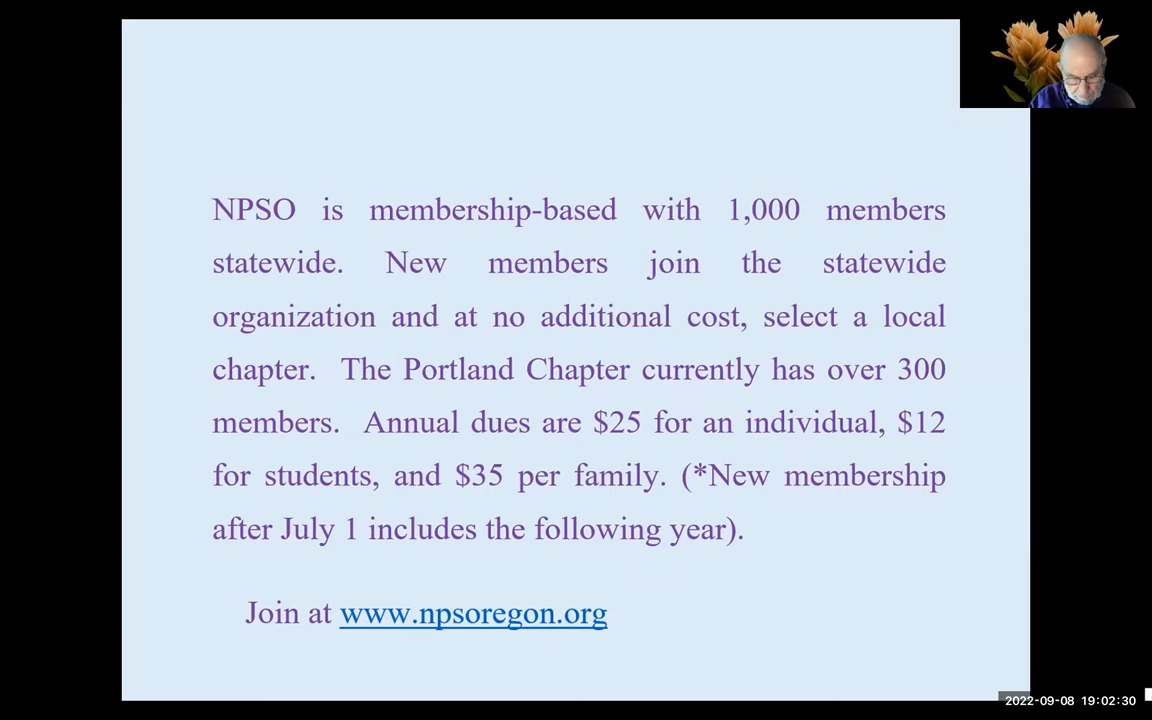 NPSO is membership-based with 1,000 members
statewide. New members join the statewide
organization and at no additional cost, select a local
chapter. The Portland Chapter currently has over 300
members. Annual dues are $25 for an individual, $12
for students, and $35 per family. (*New membership
after July 1 includes the following year).
Join at www.npsoregon.org
2022-09-08 19:02:30